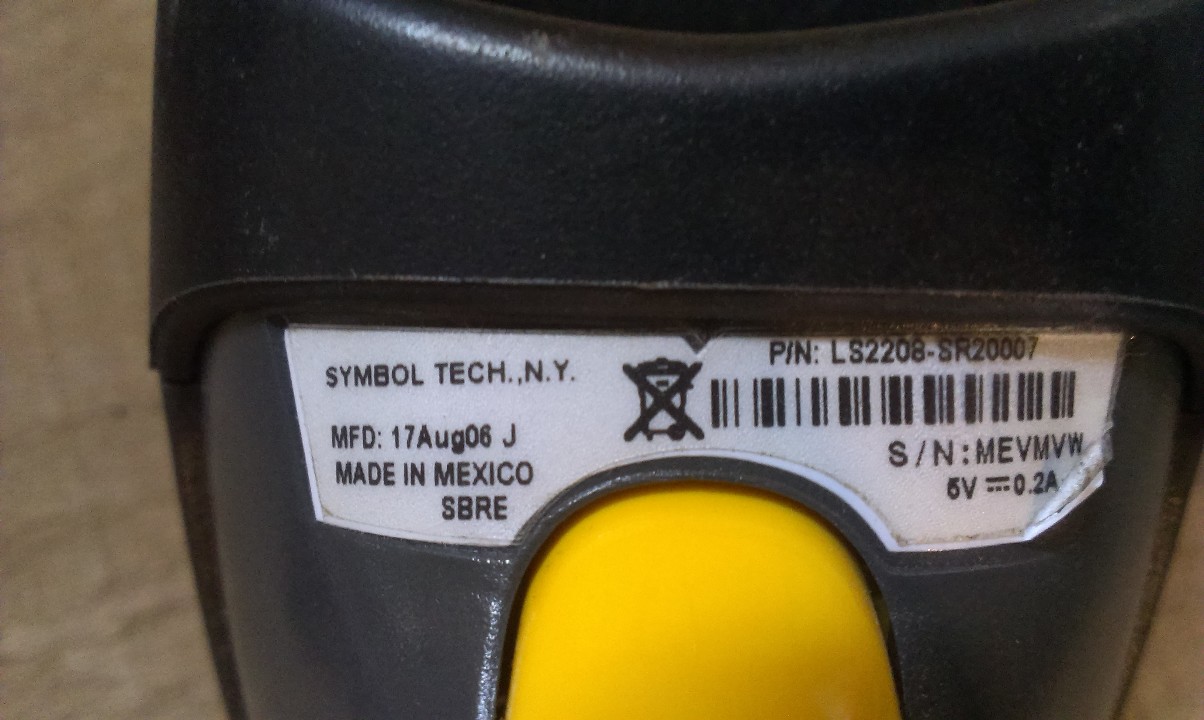 SYMBOL TECH.,N.Y.
MFD: 17Aug06 J
MADE IN MEXICO
SBRE
P/N: LS2208-SR20007
S/N:MEVMVW
5V ⎓0.2A